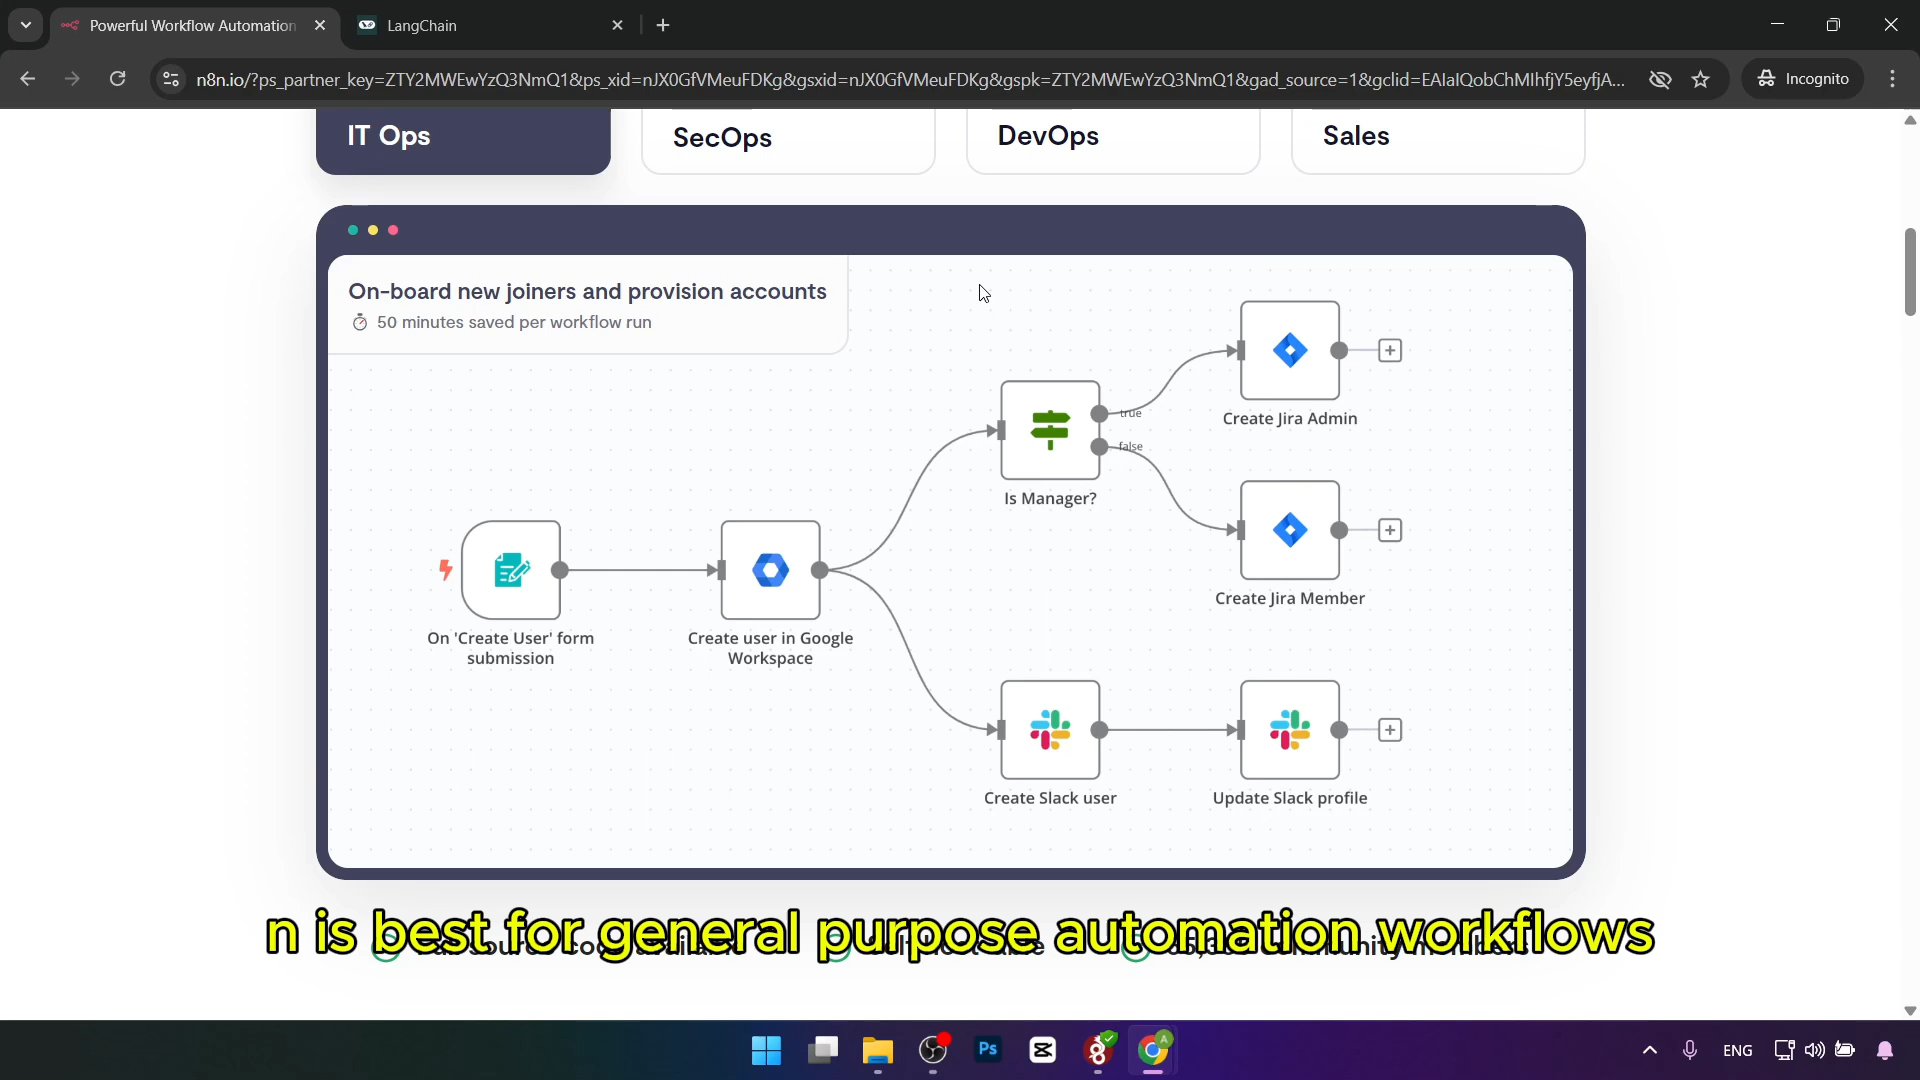 Powerful Workflow Automation
LangChain
n8n.io/?ps_partner_key=ZTY2MWEwYzQ3NmQ1&ps_xid=nJX0GfVMeuFDKg&gsxid=nJX0GfVMeuFDKg&gspk=ZTY2MWEwYzQ3NmQ1&gad_source=1&gclid=EAIaIQobChMIhfjY5eyfjA...
Incognito
IT Ops
SecOps
DevOps
Sales
On-board new joiners and provision accounts
50 minutes saved per workflow run
true
false
Create Jira Admin
Is Manager?
Create Jira Member
On 'Create User' form
submission
Create user in Google
Workspace
Create Slack user
Update Slack profile
n is best for general purpose automation workflows
Ps
A
ENG